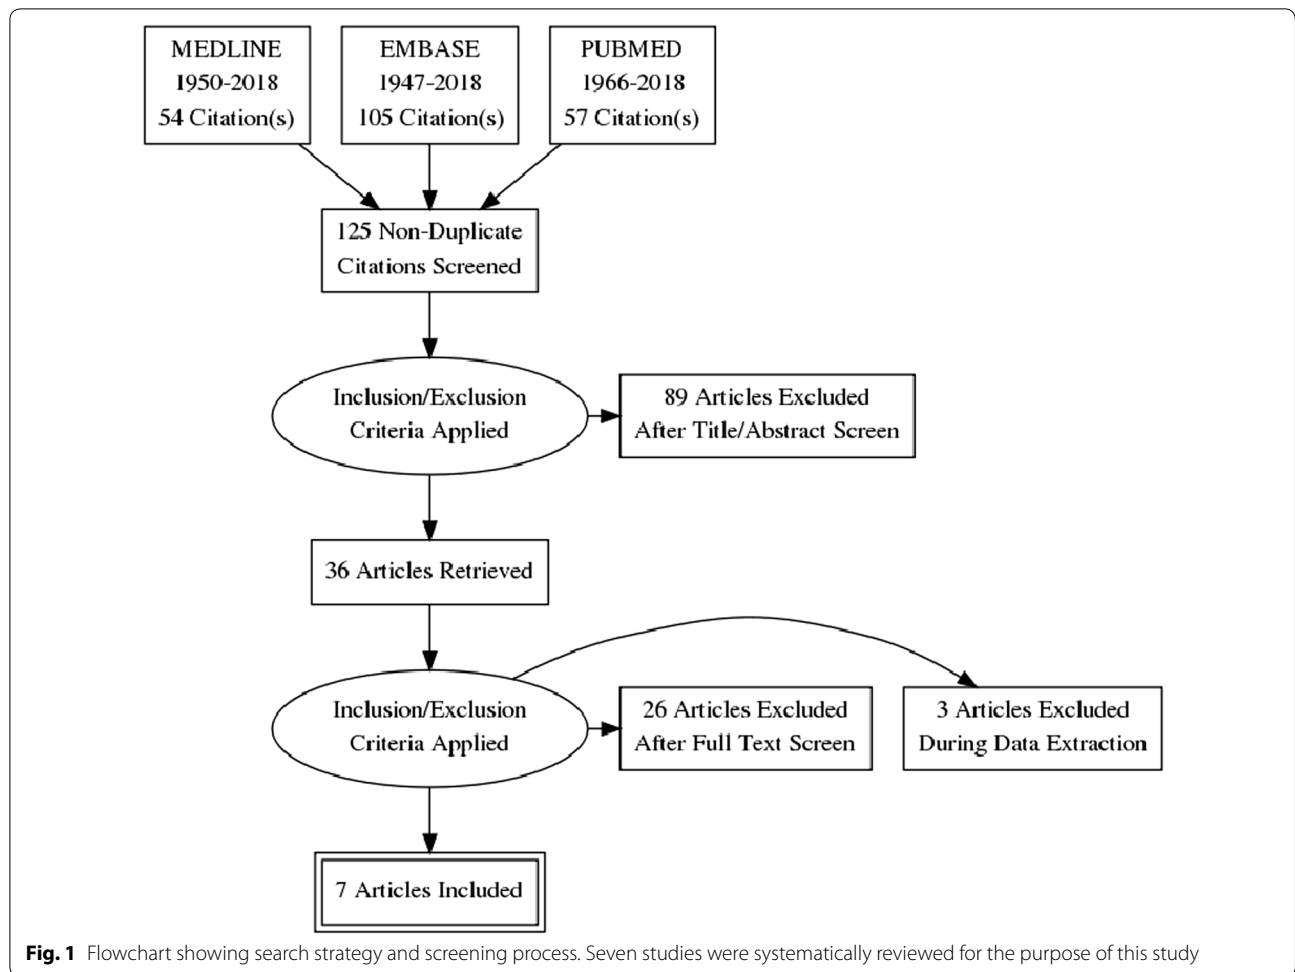 MEDLINE
1950-2018
54 Citation(s)
EMBASE
1947-2018
105 Citation(s)
PUBMED
1966-2018
57 Citation(s)
125 Non-Duplicate
Citations Screened
Inclusion/Exclusion
Criteria Applied
89 Articles Excluded
After Title/Abstract Screen
36 Articles Retrieved
Inclusion/Exclusion
Criteria Applied
26 Articles Excluded
After Full Text Screen
3 Articles Excluded
During Data Extraction
7 Articles Included
Fig. 1 Flowchart showing search strategy and screening process. Seven studies were systematically reviewed for the purpose of this study